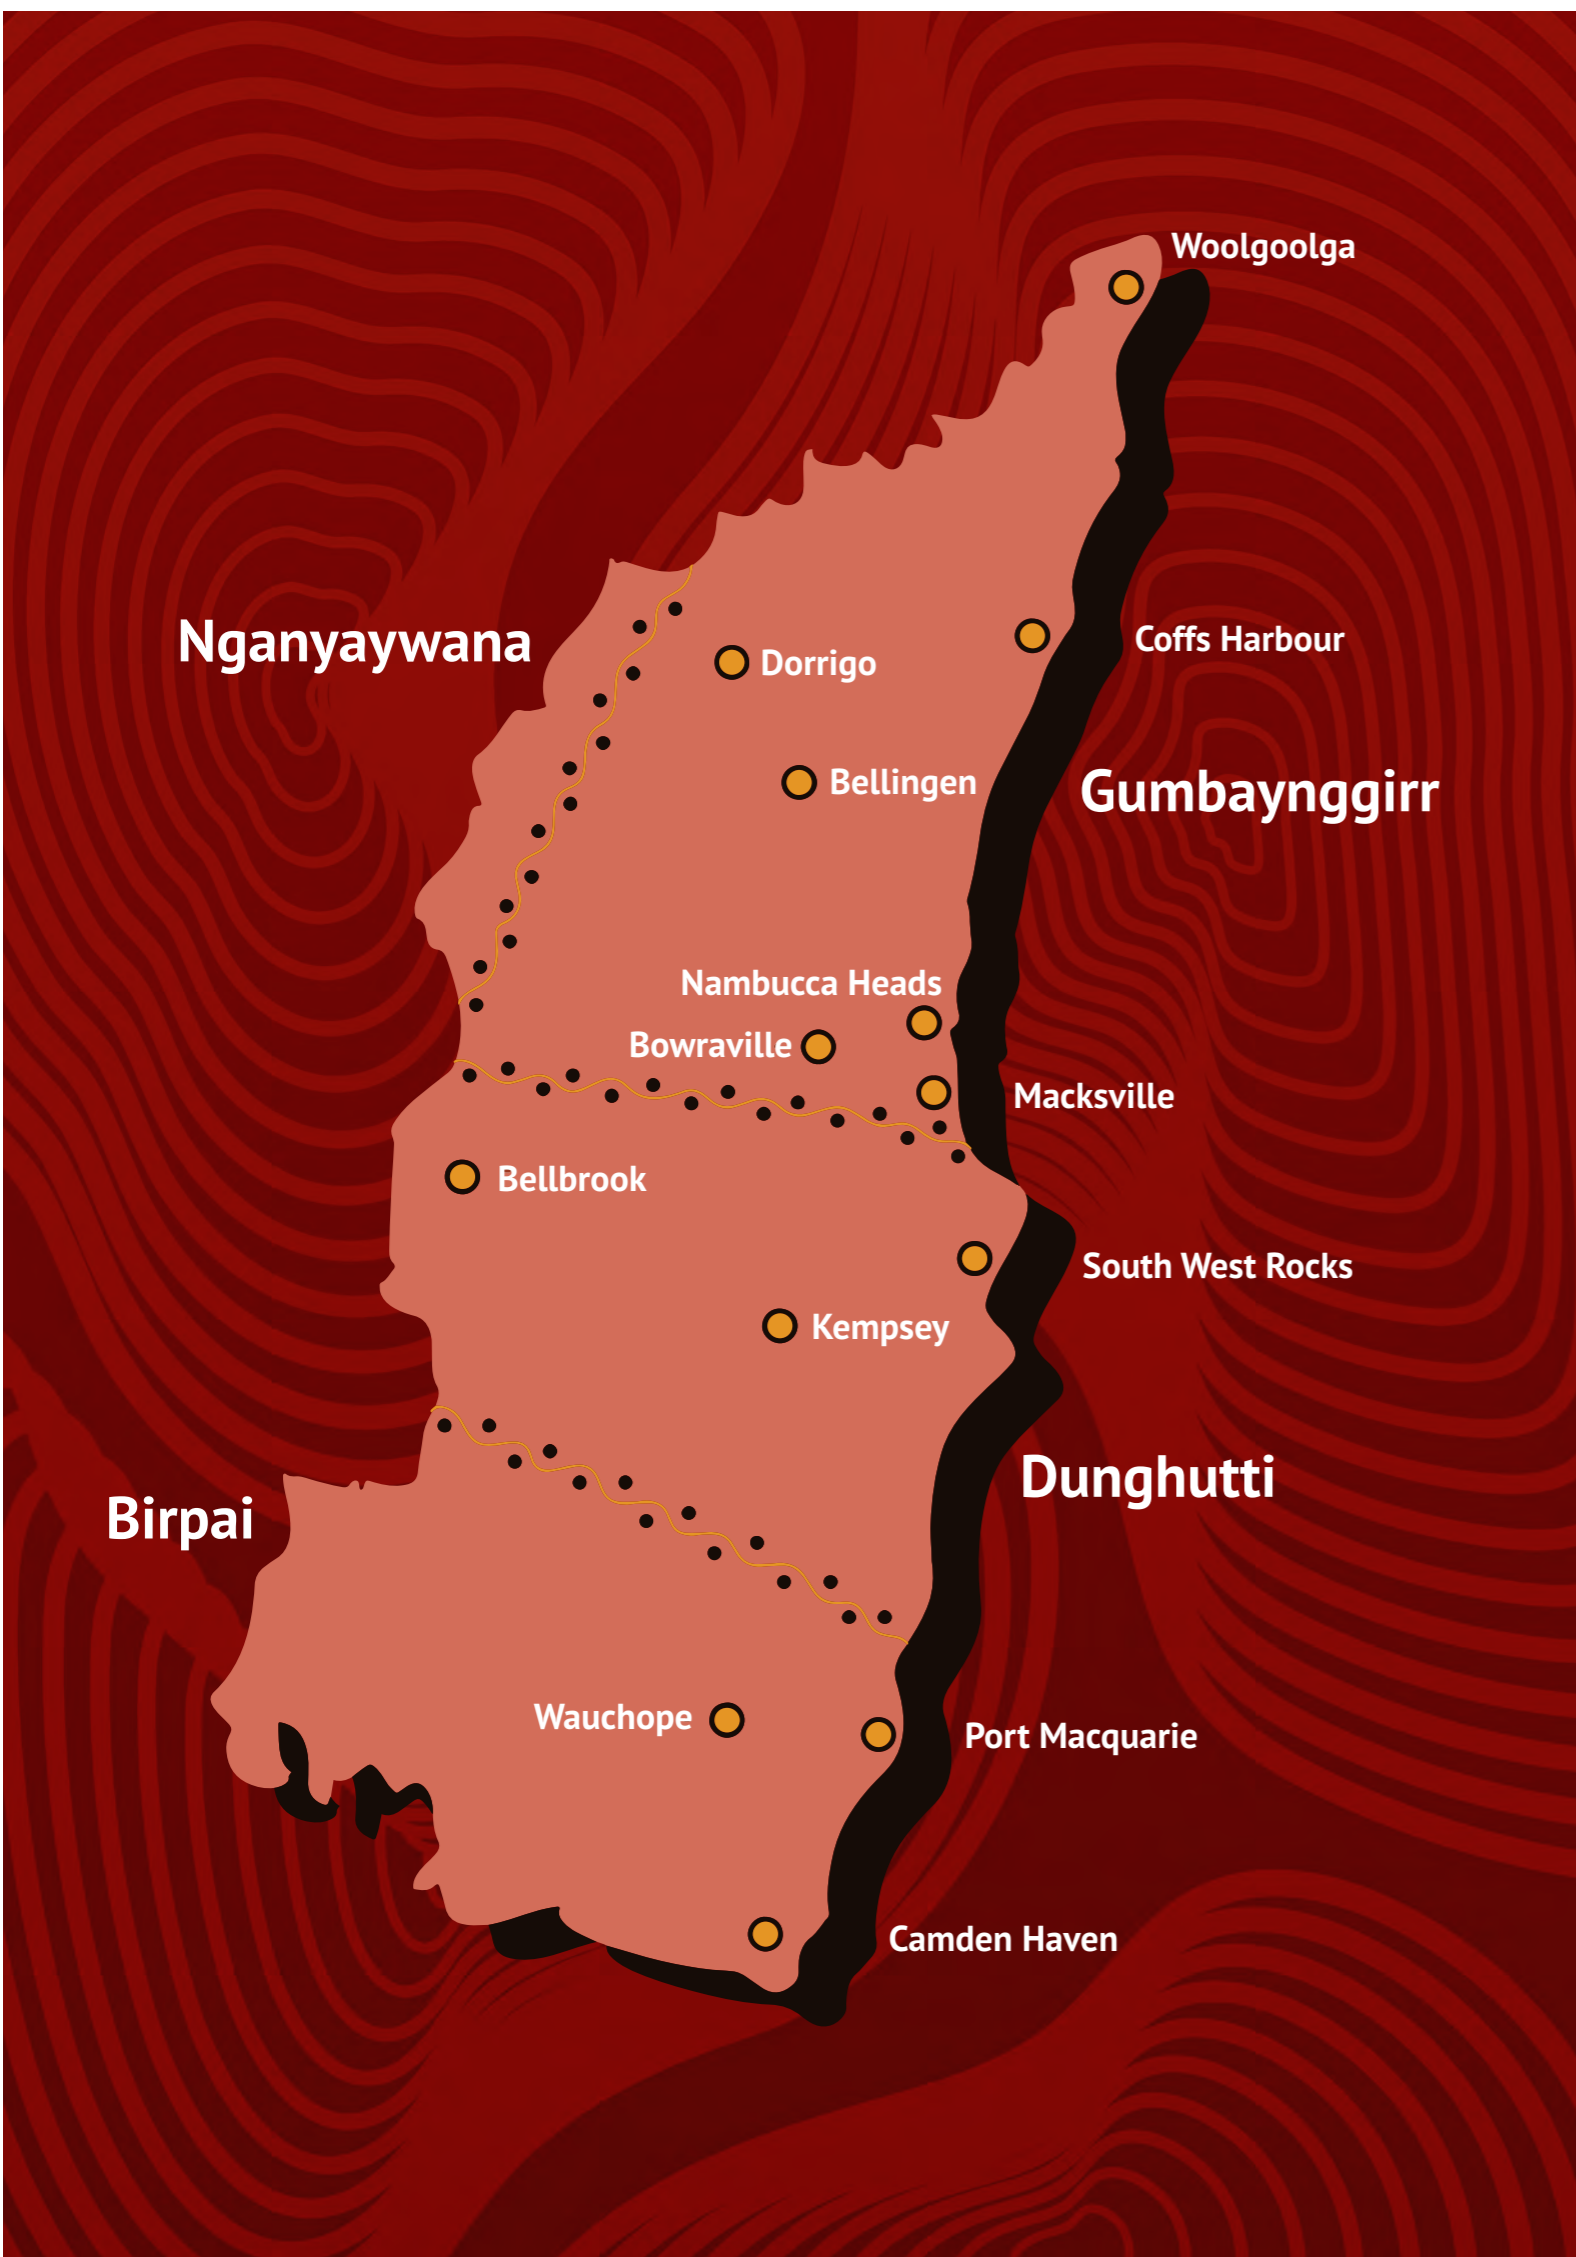 Woolgoolga
Nganyaywana
Dorrigo
Coffs Harbour
Bellingen
Gumbaynggirr
Nambucca Heads
Bowraville
Macksville
Bellbrook
South West Rocks
Kempsey
Dunghutti
Birpai
Wauchope
Port Macquarie
Camden Haven